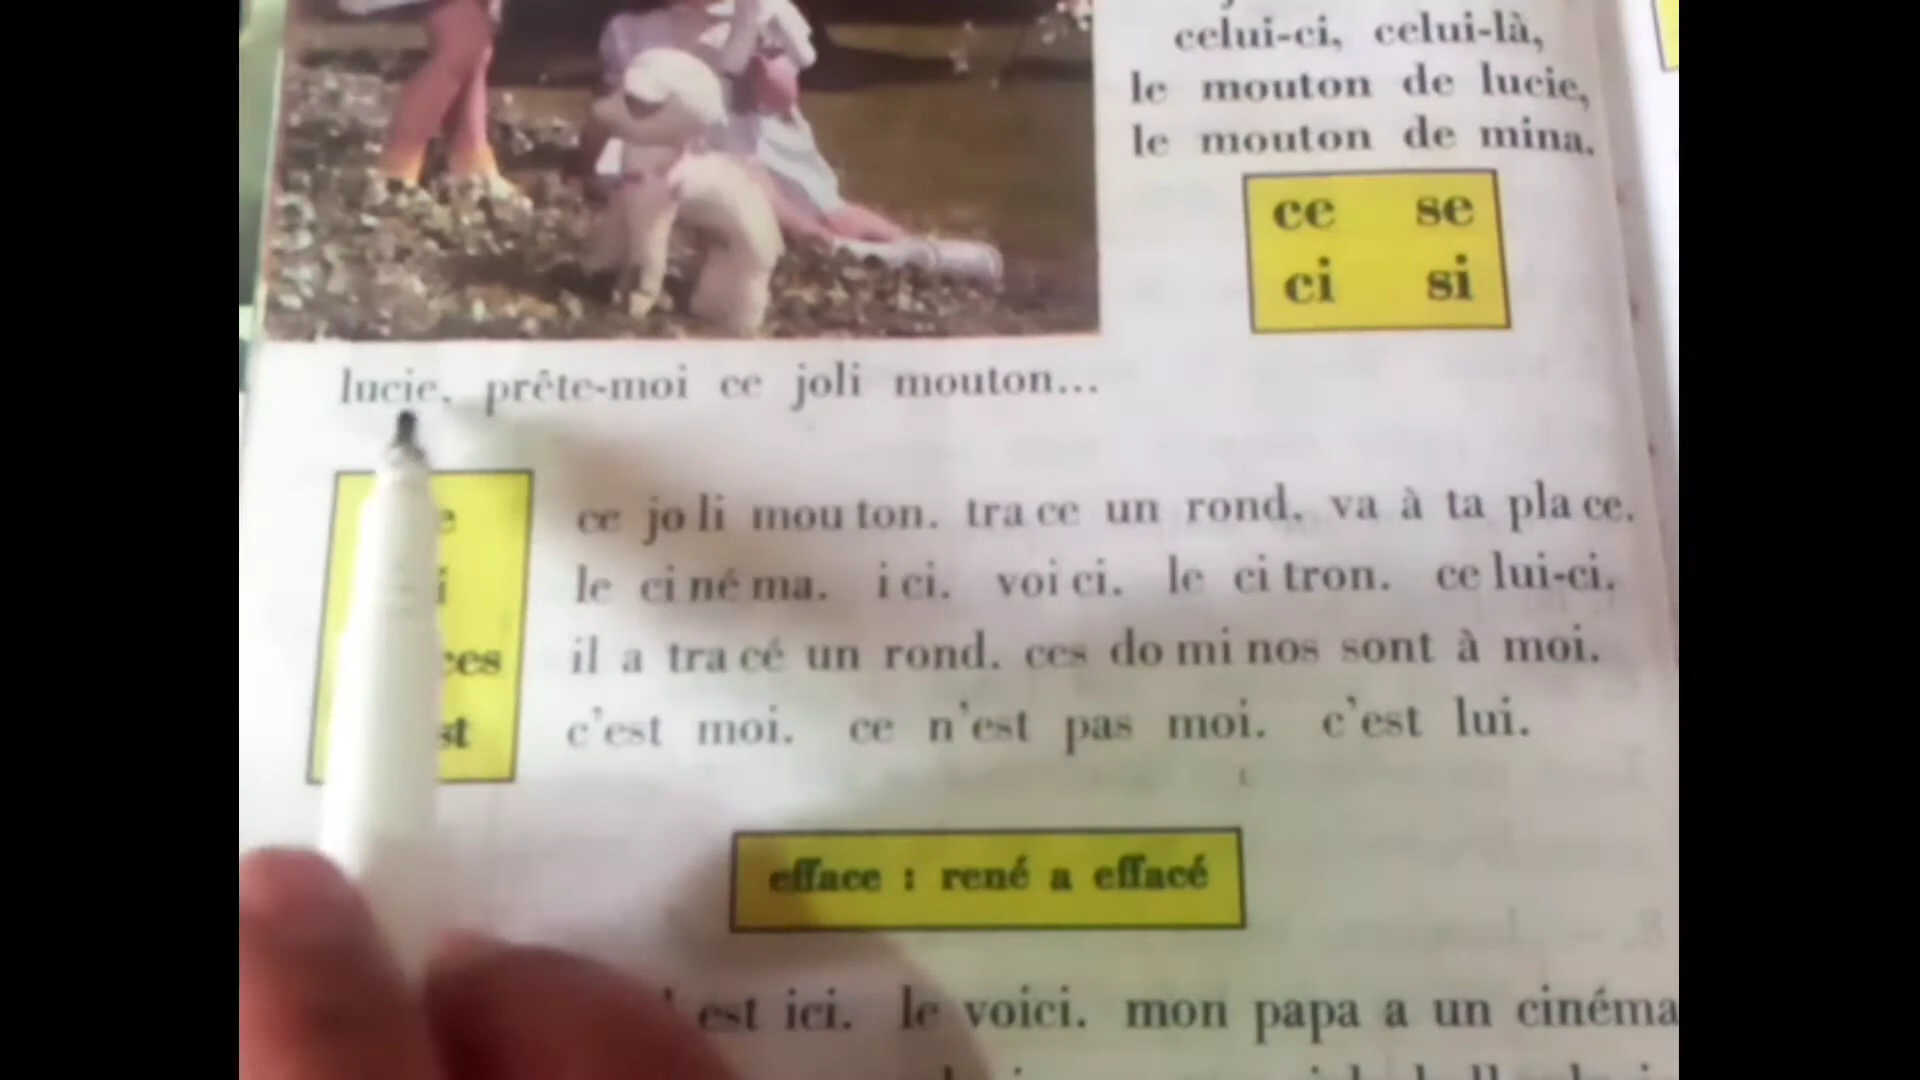 celui-ci, celui-là,
le mouton de lucie,
le mouton de mina.
ce se
ci si
lucie, prête-moi ce joli mouton...
ces
ce jo li mou ton. tra ce un rond. va à ta pla ce.
le ci né ma. i ci. voi ci. le ci tron. ce lui-ci.
il a tra cé un rond. ces do mi nos sont à moi.
c'est moi. ce n'est pas moi. c'est lui.
efface : rené a effacé
est ici. le voici. mon papa a un cinéma